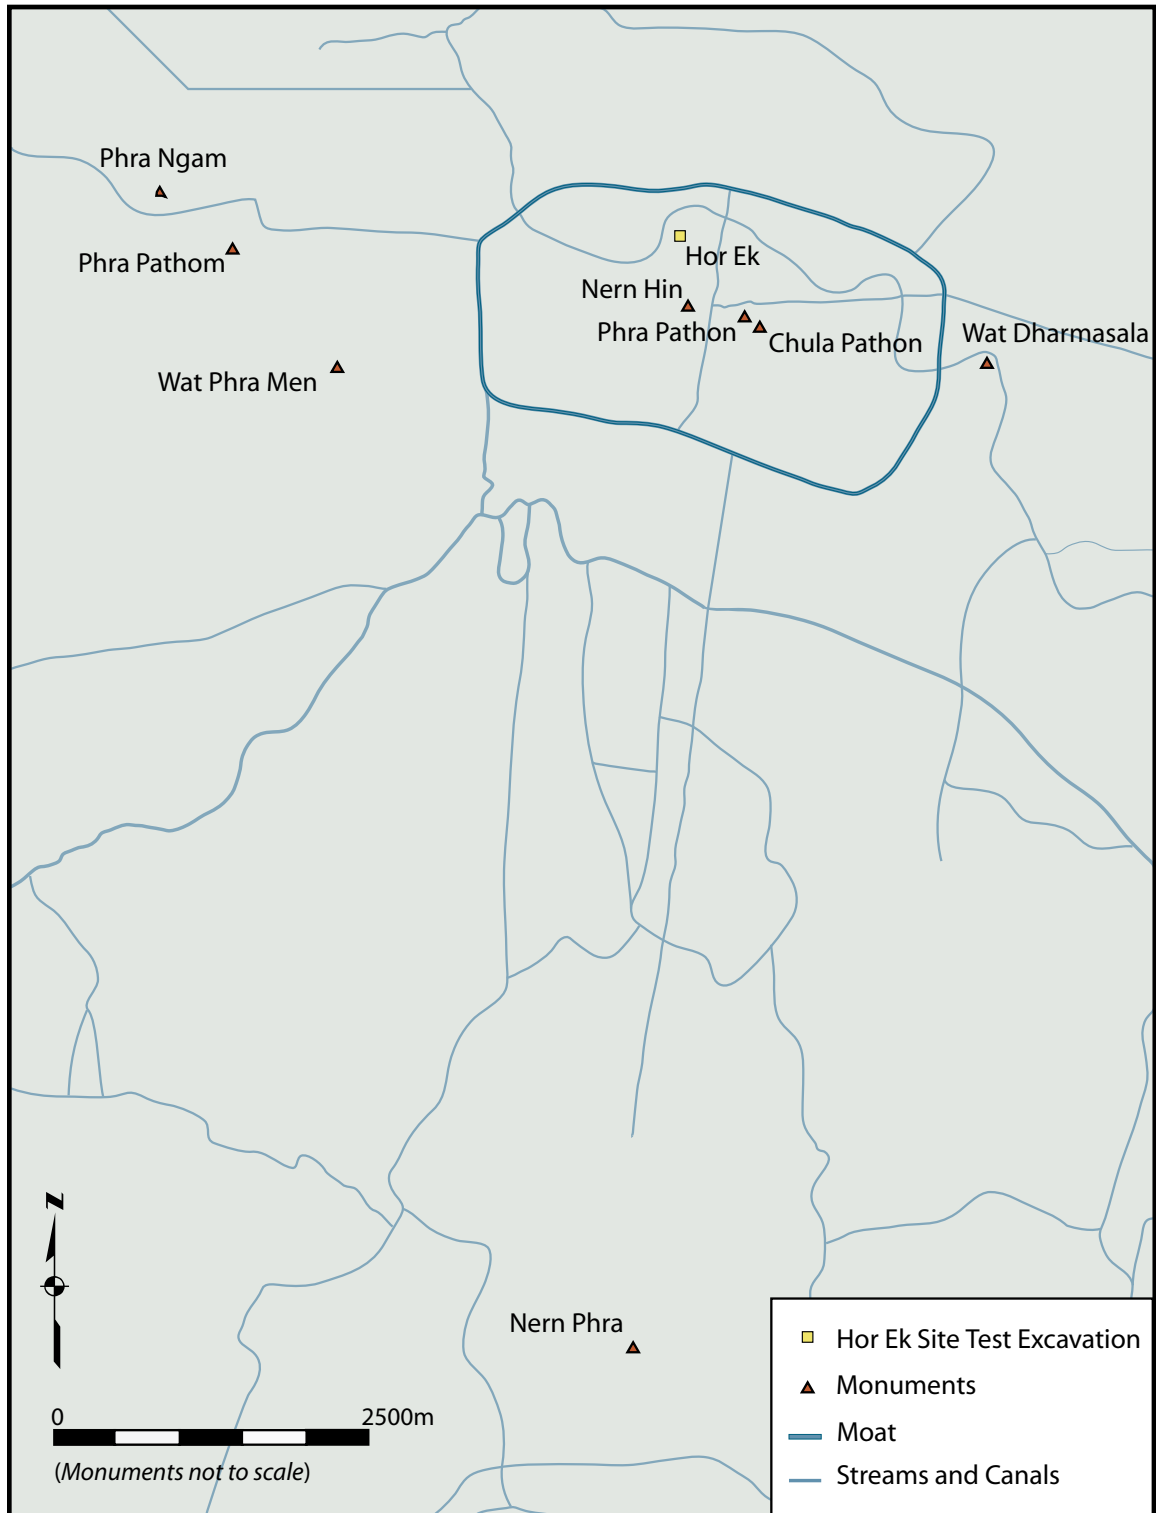 Phra Ngam
Phra Pathom
Hor Ek
Nern Hin
Phra Pathon
Chula Pathon
Wat Dharmasala
Wat Phra Men
N
Nern Phra
0 2500m
(Monuments not to scale)
Hor Ek Site Test Excavation
Monuments
Moat
Streams and Canals